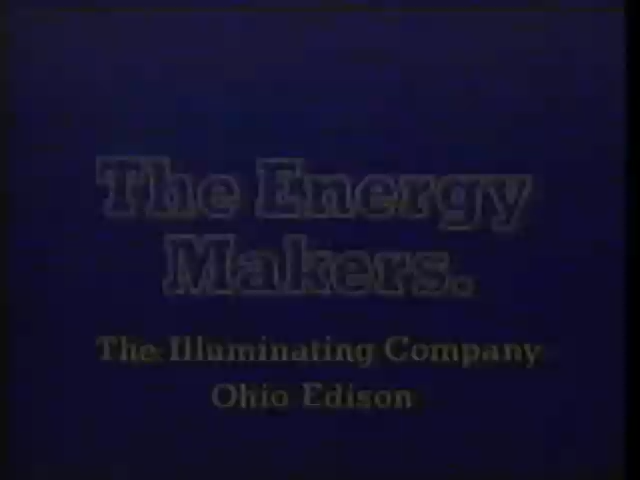 The Energy
Makers.
The Illuminating Company
Ohio Edison